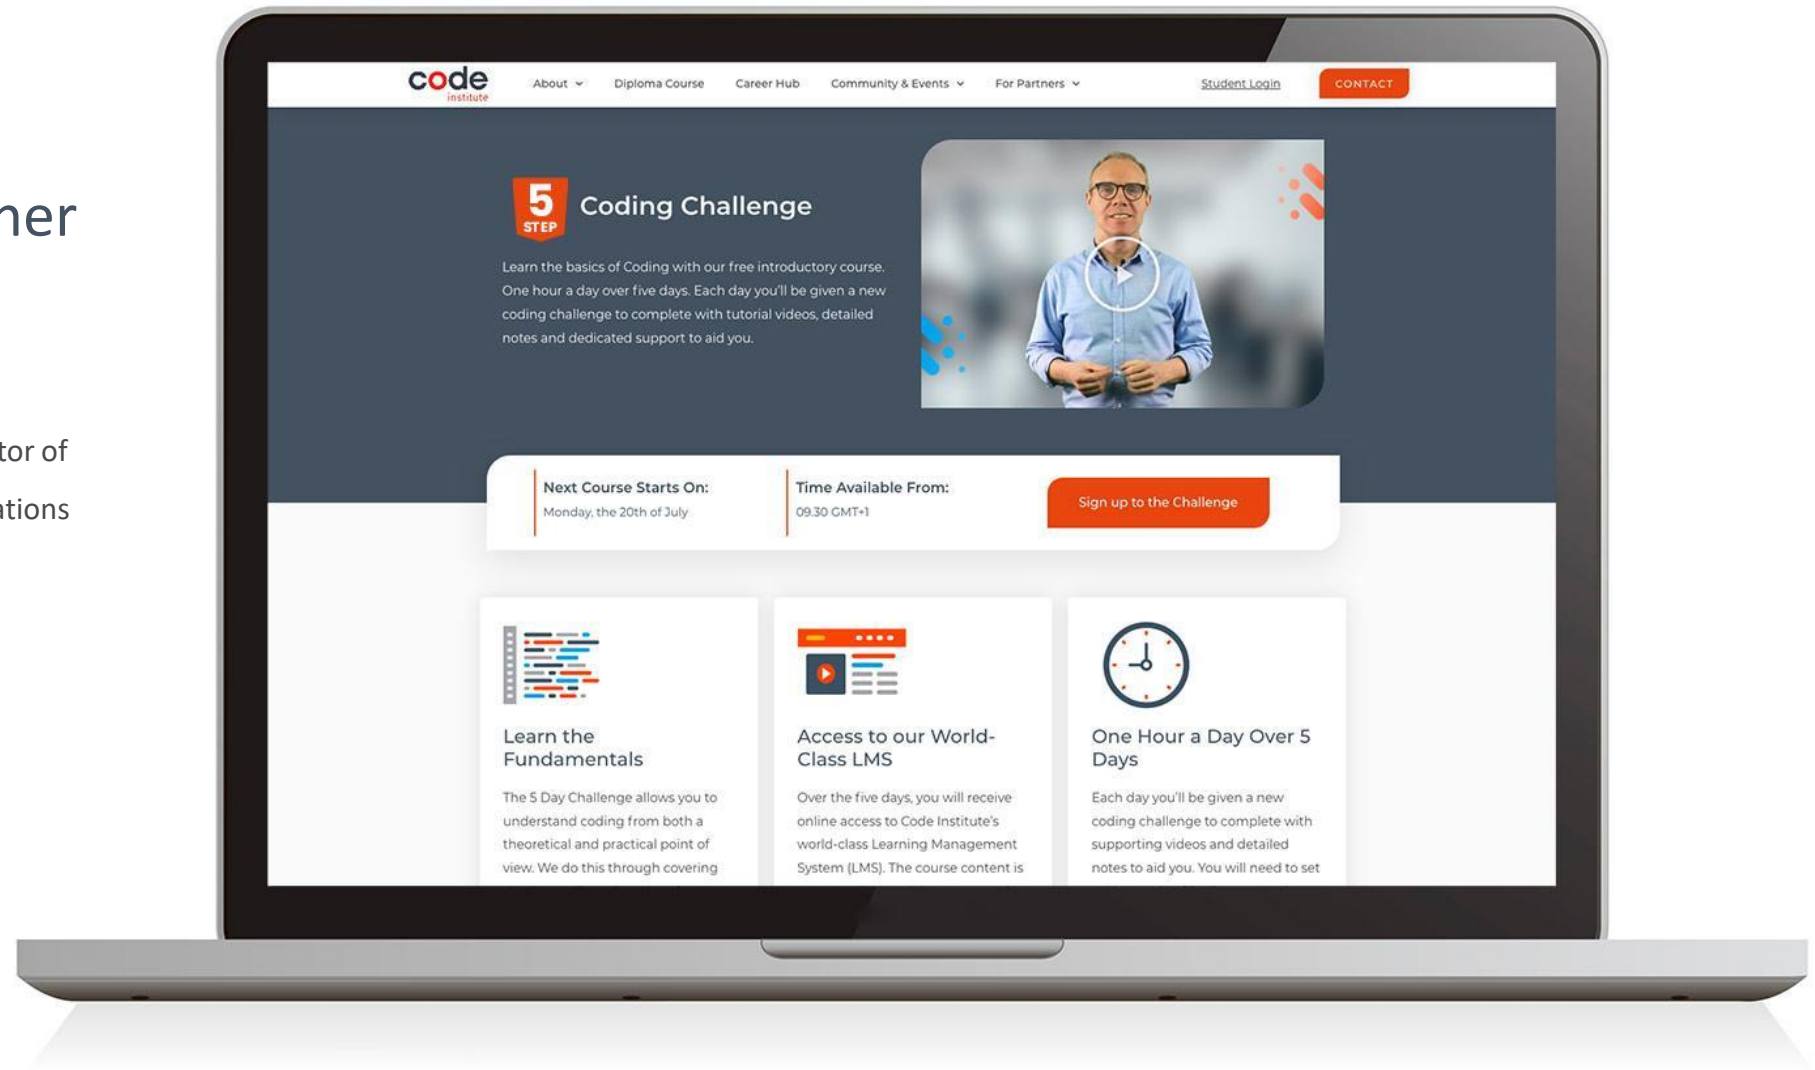 ner
tor of
ations
code
institute
About
Diploma Course
Career Hub
Community & Events
For Partners
Student Login
CONTACT
5
STEP
Coding Challenge
Learn the basics of Coding with our free introductory course.
One hour a day over five days. Each day you'll be given a new
coding challenge to complete with tutorial videos, detailed
notes and dedicated support to aid you.
Next Course Starts On:
Monday, the 20th of July
Time Available From:
09.30 GMT+1
Sign up to the Challenge
Learn the
Fundamentals
The 5 Day Challenge allows you to
understand coding from both a
theoretical and practical point of
view. We do this through covering
Access to our World-
Class LMS
Over the five days, you will receive
online access to Code Institute's
world-class Learning Management
System (LMS). The course content is
One Hour a Day Over 5
Days
Each day you'll be given a new
coding challenge to complete with
supporting videos and detailed
notes to aid you. You will need to set